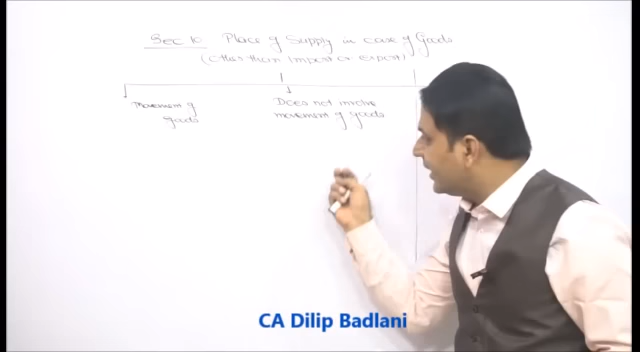 Sec 10 Place of Supply in case of Goods
(Other than Import or Export)
Movement of
goods
Does not involve
movement of goods
CA Dilip Badlani